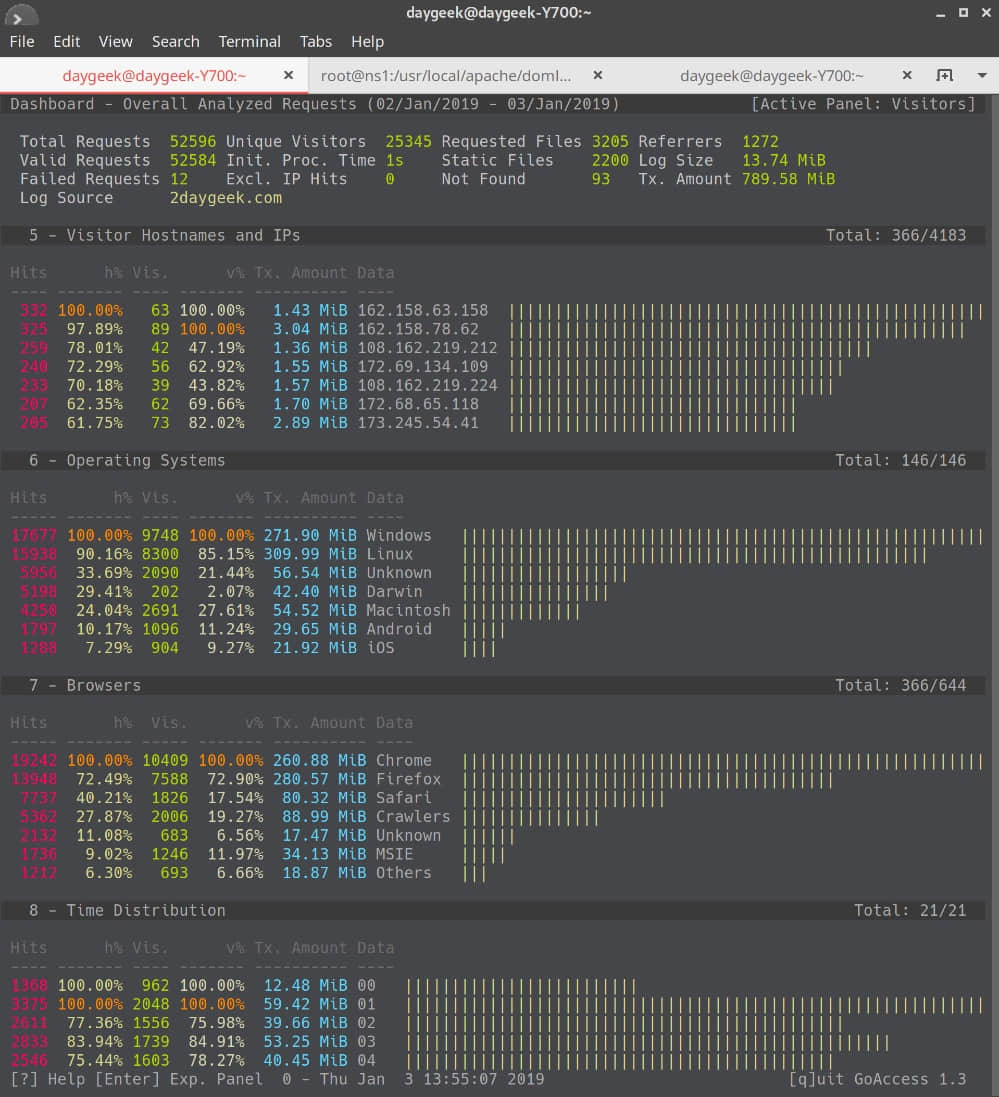 daygeek@daygeek-Y700:~
File Edit View Search Terminal Tabs Help
daygeek@daygeek-Y700:~ root@ns1:/usr/local/apache/doml... daygeek@daygeek-Y700:~
Dashboard - Overall Analyzed Requests (02/Jan/2019 - 03/Jan/2019) [Active Panel: Visitors]
Total Requests 52596 Unique Visitors 25345 Requested Files 3205 Referrers 1272
Valid Requests 52584 Init. Proc. Time 1s Static Files 2200 Log Size 13.74 MiB
Failed Requests 12 Excl. IP Hits 0 Not Found 93 Tx. Amount 789.58 MiB
Log Source 2daygeek.com
5 - Visitor Hostnames and IPs Total: 366/4183
Hits h% Vis. v% Tx. Amount Data
---- ------- ---- ------- ---------- ----
332 100.00% 63 100.00% 1.43 MiB 162.158.63.158
325 97.89% 89 100.00% 3.04 MiB 162.158.78.62
259 78.01% 42 47.19% 1.36 MiB 108.162.219.212
240 72.29% 56 62.92% 1.55 MiB 172.69.134.109
233 70.18% 39 43.82% 1.57 MiB 108.162.219.224
207 62.35% 62 69.66% 1.70 MiB 172.68.65.118
205 61.75% 73 82.02% 2.89 MiB 173.245.54.41
6 - Operating Systems Total: 146/146
Hits h% Vis. v% Tx. Amount Data
----- ------- ---- ------- ---------- ----
17677 100.00% 9748 100.00% 271.90 MiB Windows
15938 90.16% 8300 85.15% 309.99 MiB Linux
5956 33.69% 2090 21.44% 56.54 MiB Unknown
5198 29.41% 202 2.07% 42.40 MiB Darwin
4250 24.04% 2691 27.61% 54.52 MiB Macintosh
1797 10.17% 1096 11.24% 29.65 MiB Android
1288 7.29% 904 9.27% 21.92 MiB iOS
7 - Browsers Total: 366/644
Hits h% Vis. v% Tx. Amount Data
----- ------- ----- ------- ---------- ----
19242 100.00% 10409 100.00% 260.88 MiB Chrome
13948 72.49% 7588 72.90% 280.57 MiB Firefox
7737 40.21% 1826 17.54% 80.32 MiB Safari
5362 27.87% 2006 19.27% 88.99 MiB Crawlers
2132 11.08% 683 6.56% 17.47 MiB Unknown
1736 9.02% 1246 11.97% 34.13 MiB MSIE
1212 6.30% 693 6.66% 18.87 MiB Others
8 - Time Distribution Total: 21/21
Hits h% Vis. v% Tx. Amount Data
---- ------- ---- ------- ---------- ----
1368 100.00% 962 100.00% 12.48 MiB 00
3375 100.00% 2048 100.00% 59.42 MiB 01
2611 77.36% 1556 75.98% 39.66 MiB 02
2833 83.94% 1739 84.91% 53.25 MiB 03
2546 75.44% 1603 78.27% 40.45 MiB 04
[?] Help [Enter] Exp. Panel 0 - Thu Jan 3 13:55:07 2019 [q]uit GoAccess 1.3